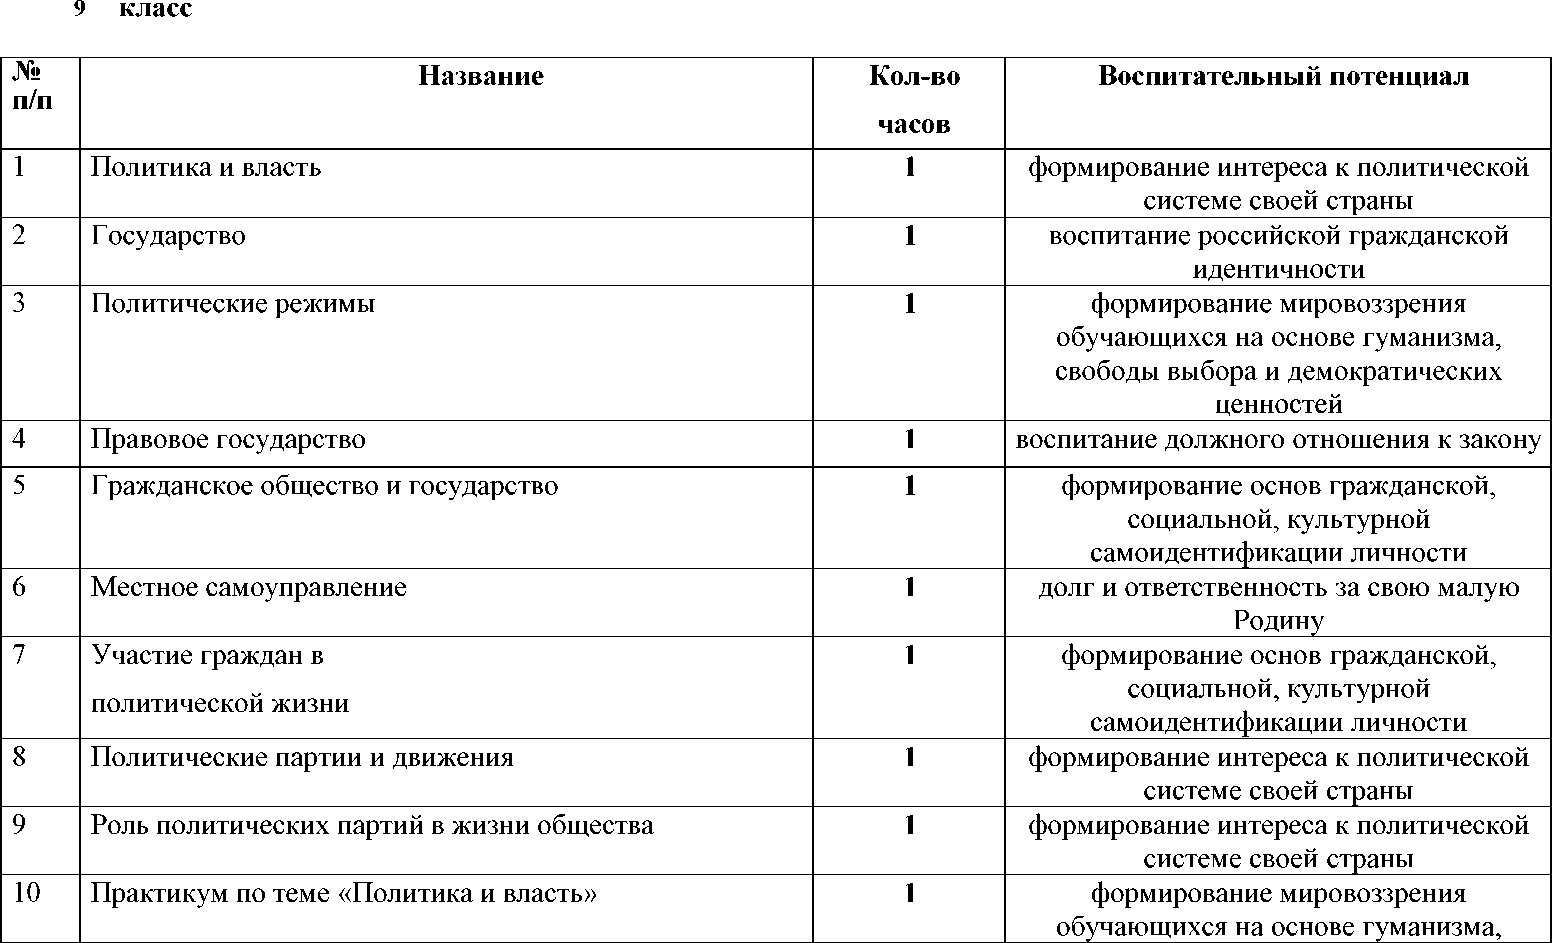 9 класс
№ Название Кол-во Воспитательный потенциал
п/п
часов
1 Политика и власть 1 формирование интереса к политической
системе своей страны
2 Государство 1 воспитание российской гражданской
идентичности
3 Политические режимы 1 формирование мировоззрения
обучающихся на основе гуманизма,
свободы выбора и демократических
ценностей
4 Правовое государство 1 воспитание должного отношения к закону
5 Гражданское общество и государство 1 формирование основ гражданской,
социальной, культурной
самоидентификации личности
6 Местное самоуправление 1 долг и ответственность за свою малую
Родину
7 Участие граждан в 1 формирование основ гражданской,
социальной, культурной
политической жизни
самоидентификации личности
8 Политические партии и движения 1 формирование интереса к политической
системе своей страны
9 Роль политических партий в жизни общества 1 формирование интереса к политической
системе своей страны
10 Практикум по теме «Политика и власть» 1 формирование мировоззрения
обучающихся на основе гуманизма,